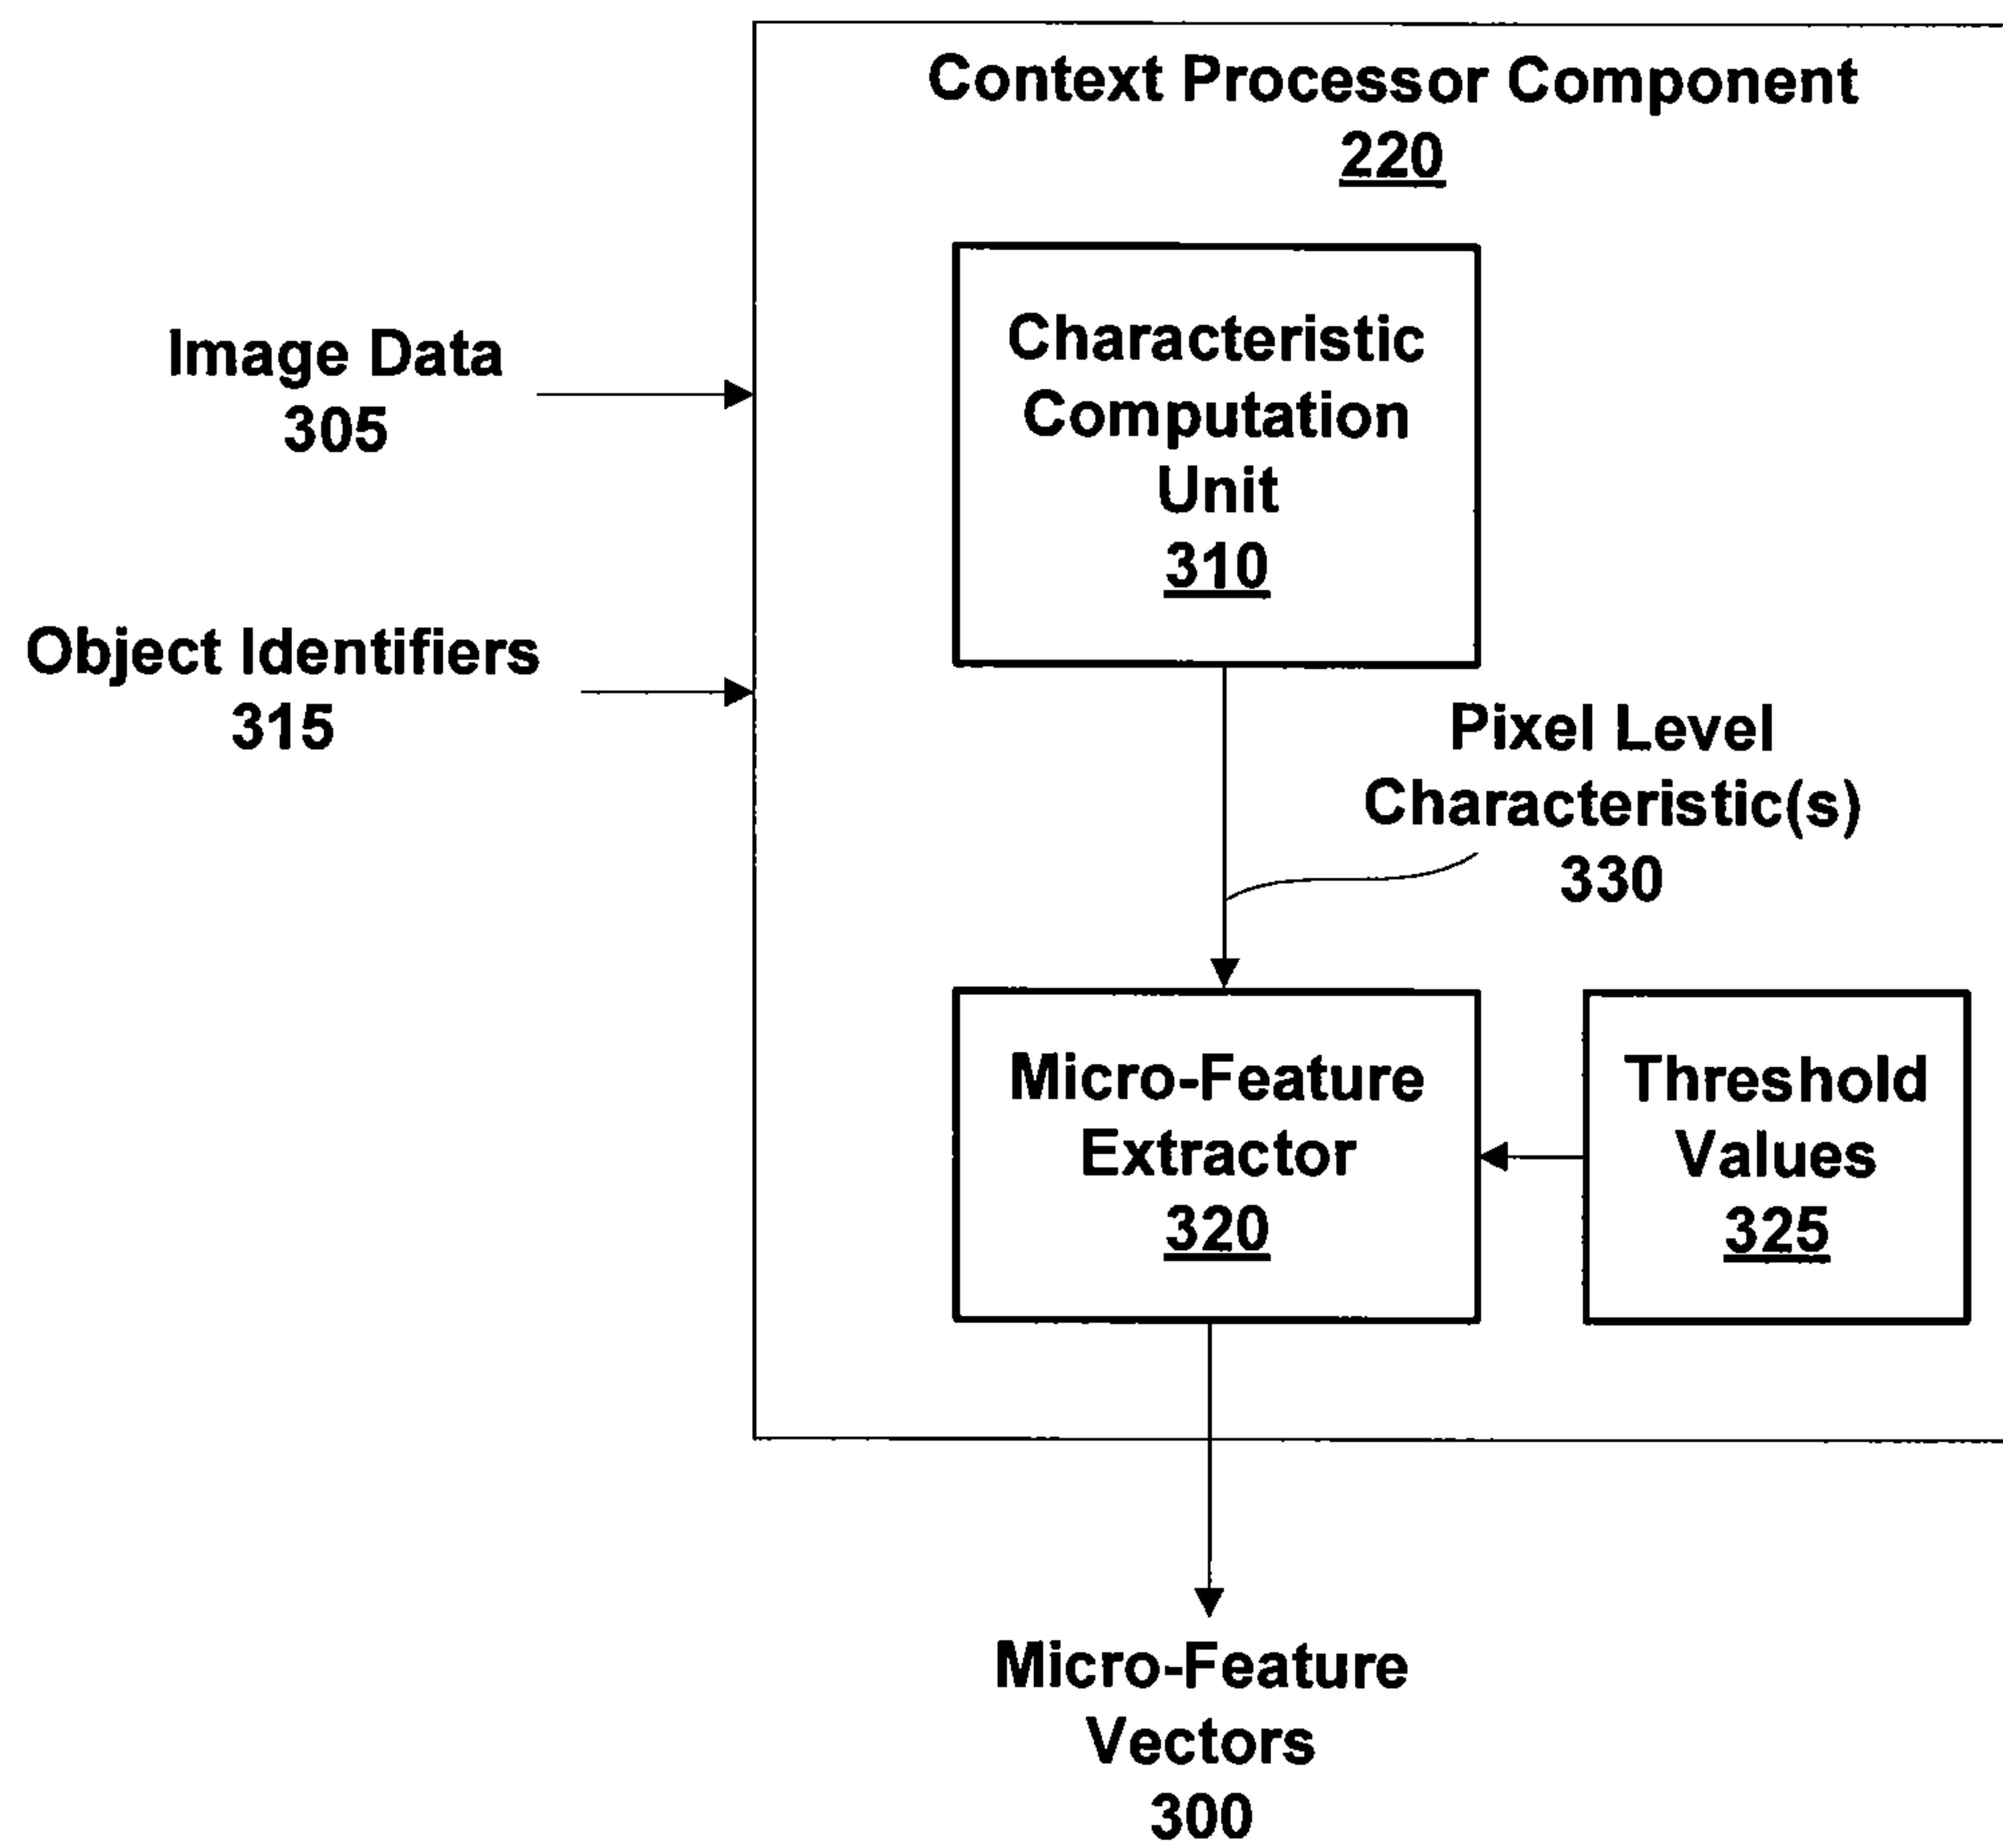 Context Processor Component
220
Image Data
305
Object Identifiers
315
Characteristic
Computation
Unit
310
Pixel Level
Characteristic(s)
330
Micro-Feature
Extractor
320
Threshold
Values
325
Micro-Feature
Vectors
300